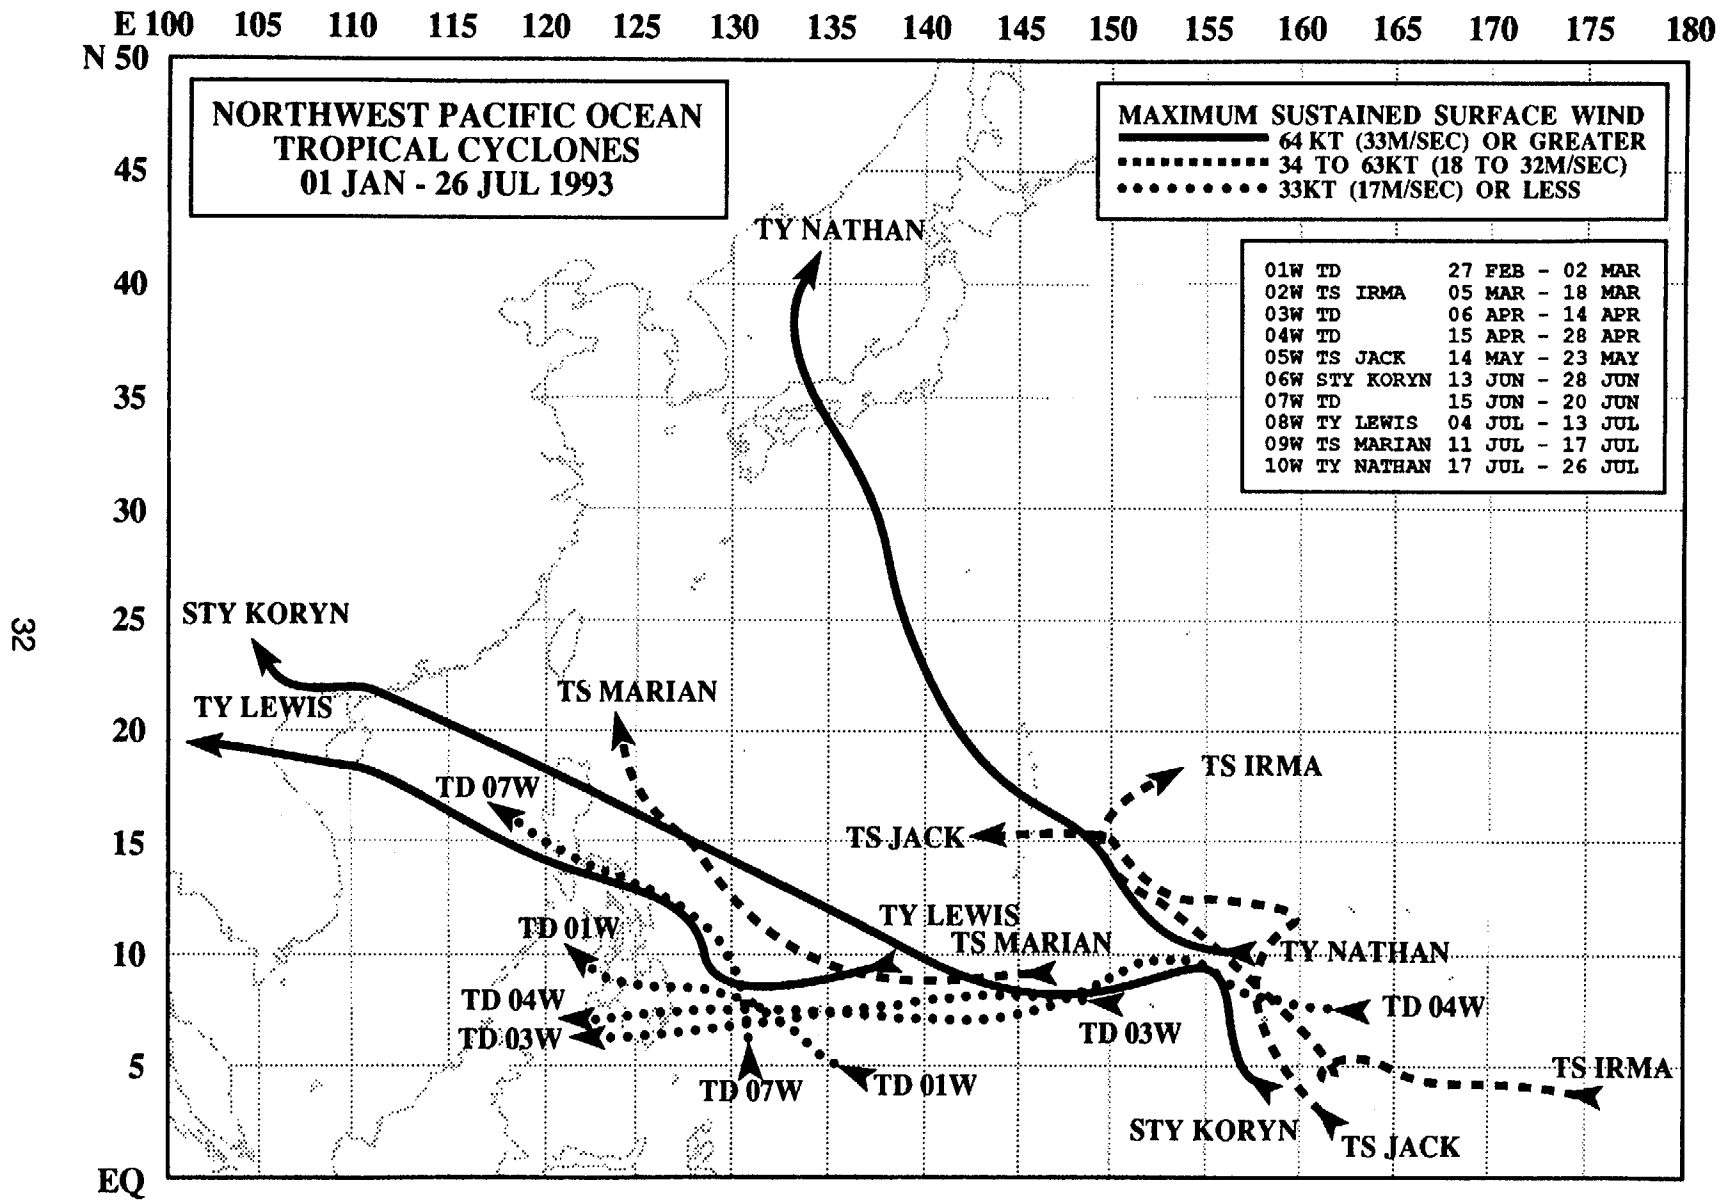 E 100 105 110 115 120 125 130 135 140 145 150 155 160 165 170 175 180
N 50
NORTHWEST PACIFIC OCEAN
TROPICAL CYCLONES
01 JAN - 26 JUL 1993
MAXIMUM SUSTAINED SURFACE WIND
64 KT (33M/SEC) OR GREATER
34 TO 63KT (18 TO 32M/SEC)
33KT (17M/SEC) OR LESS
45
TY NATHAN
01W TD 27 FEB - 02 MAR
02W TS IRMA 05 MAR - 18 MAR
03W TD 06 APR - 14 APR
04W TD 15 APR - 28 APR
05W TS JACK 14 MAY - 23 MAY
06W STY KORYN 13 JUN - 28 JUN
07W TD 15 JUN - 20 JUN
08W TY LEWIS 04 JUL - 13 JUL
09W TS MARIAN 11 JUL - 17 JUL
10W TY NATHAN 17 JUL - 26 JUL
40
35
30
25
32
STY KORYN
TY LEWIS
TS MARIAN
20
TS IRMA
TD 07W
15
TS JACK
TY LEWIS
TD 01W
TS MARIAN
TY NATHAN
10
TD 04W
TD 04W
TD 03W
TD 03W
5
TS IRMA
TD 07W
TD 01W
STY KORYN
TS JACK
EQ